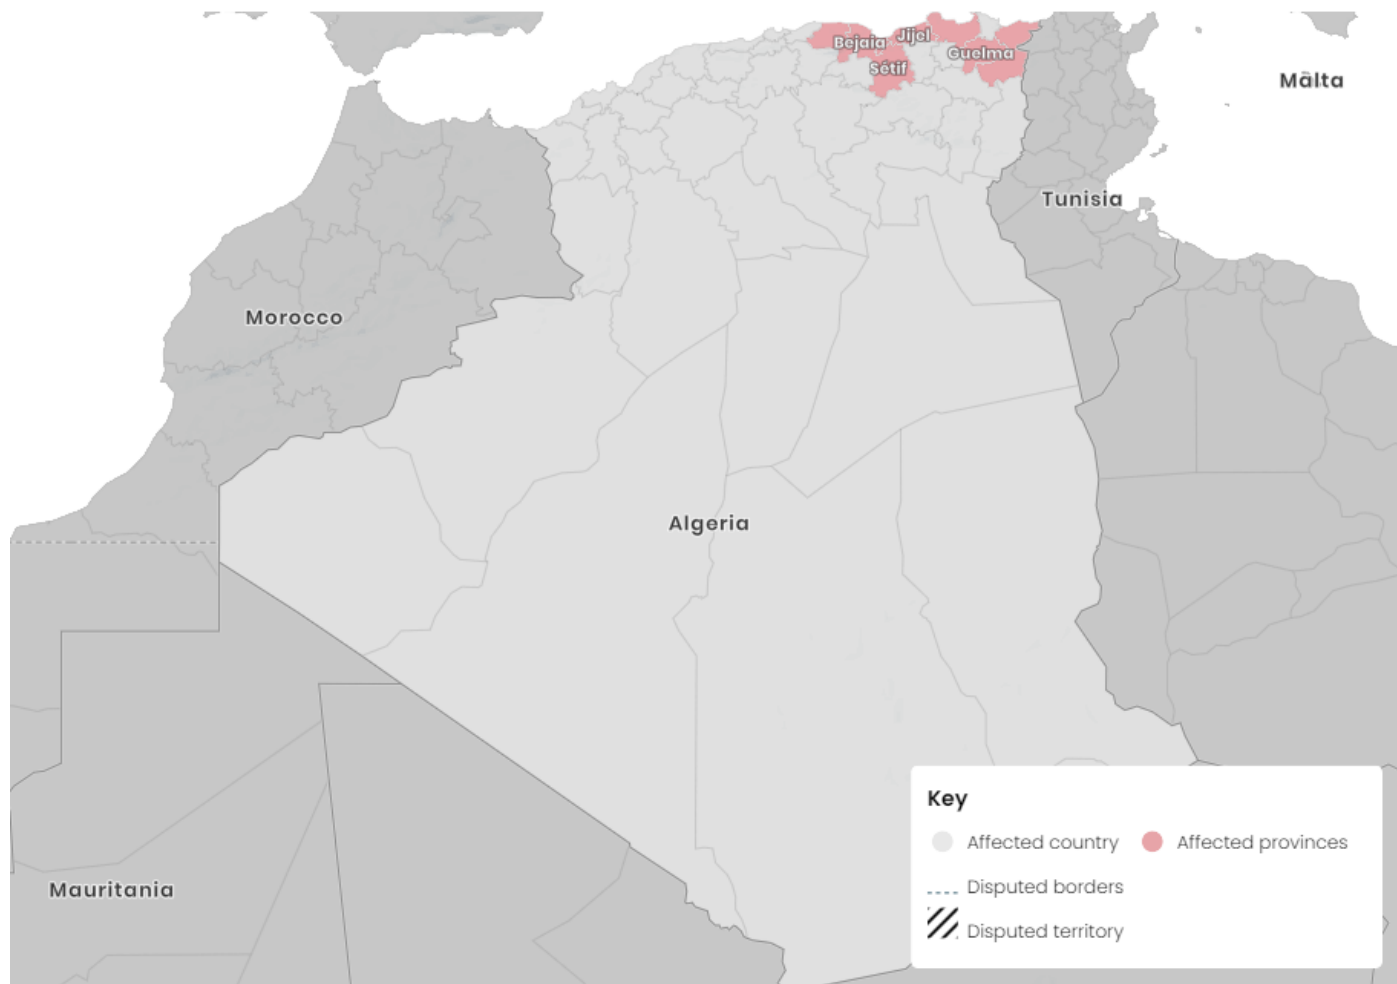 Jijel
Bejaia
Guelma
Sétif
Mālta
Tunisia
Morocco
Algeria
Key
Affected country
Affected provinces
Disputed borders
Disputed territory
Mauritania